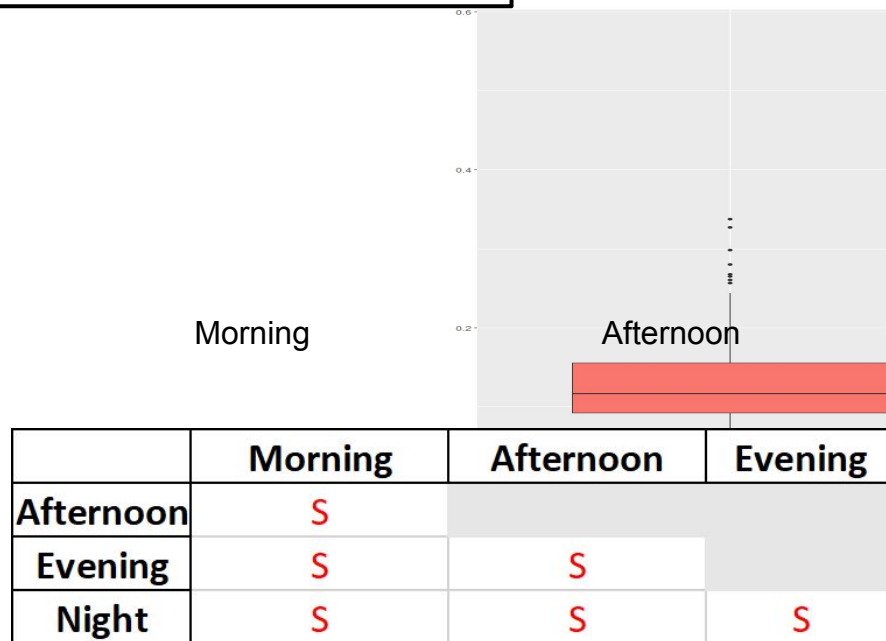 0.6
0.4
0.2
Morning Afternoon
Morning Afternoon Evening
Afternoon S
Evening S S
Night S S S